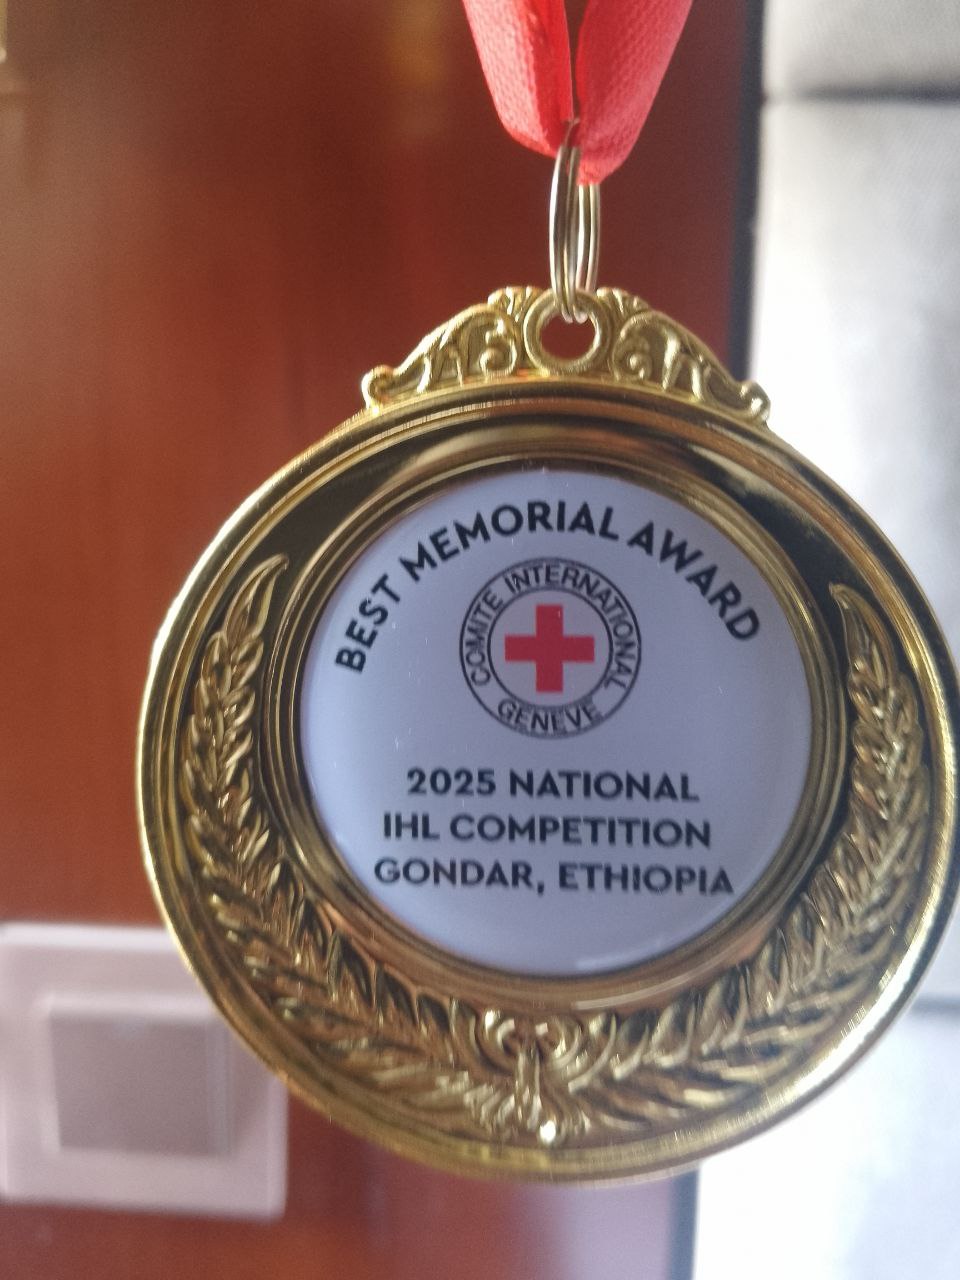 BEST MEMORIAL AWARD
COMITE INTERNATIONAL
GENEVE
2025 NATIONAL
IHL COMPETITION
GONDAR, ETHIOPIA